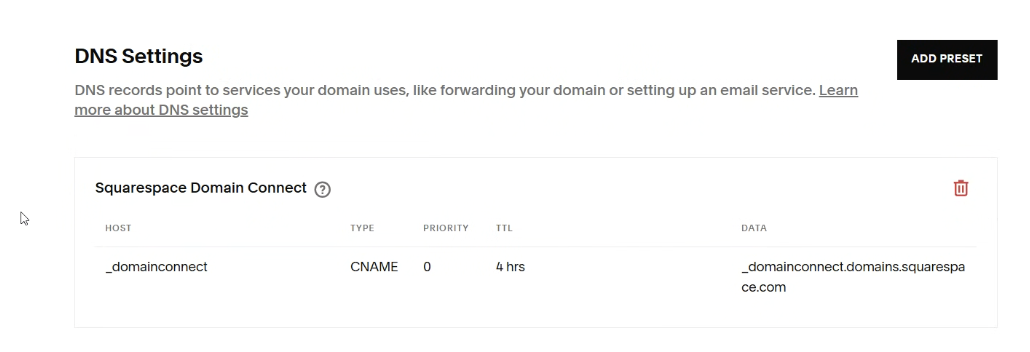 DNS Settings
ADD PRESET
DNS records point to services your domain uses, like forwarding your domain or setting up an email service. Learn
more about DNS settings
Squarespace Domain Connect ?
HOST TYPE PRIORITY TTL DATA
_domainconnect CNAME 0 4 hrs _domainconnect.domains.squarespa
ce.com